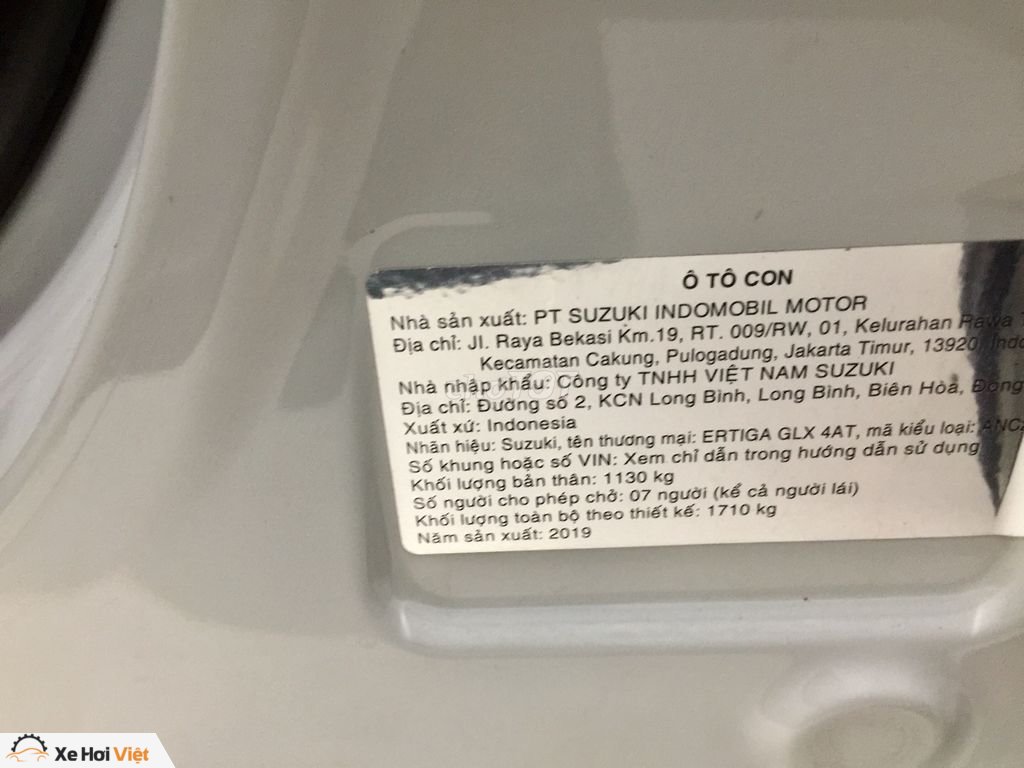 Ô TÔ CON
Nhà sản xuất: PT SUZUKI INDOMOBIL MOTOR
Địa chỉ: Jl. Raya Bekasi Km.19, RT. 009/RW, 01, Kelurahan Rawa
Kecamatan Cakung, Pulogadung, Jakarta Timur, 13920, Indo
Nhà nhập khẩu: Công ty TNHH VIỆT NAM SUZUKI
Địa chỉ: Đường số 2, KCN Long Bình, Long Bình, Biên Hòa, Đồng
Xuất xứ: Indonesia
Nhãn hiệu: Suzuki, tên thương mại: ERTIGA GLX 4AT, mã kiểu loại:
Số khung hoặc số VIN: Xem chỉ dẫn trong hướng dẫn sử dụng
Khối lượng bản thân: 1130 kg
Số người cho phép chở: 07 người (kể cả người lái)
Khối lượng toàn bộ theo thiết kế: 1710 kg
Năm sản xuất: 2019
Xe Hơi Việt